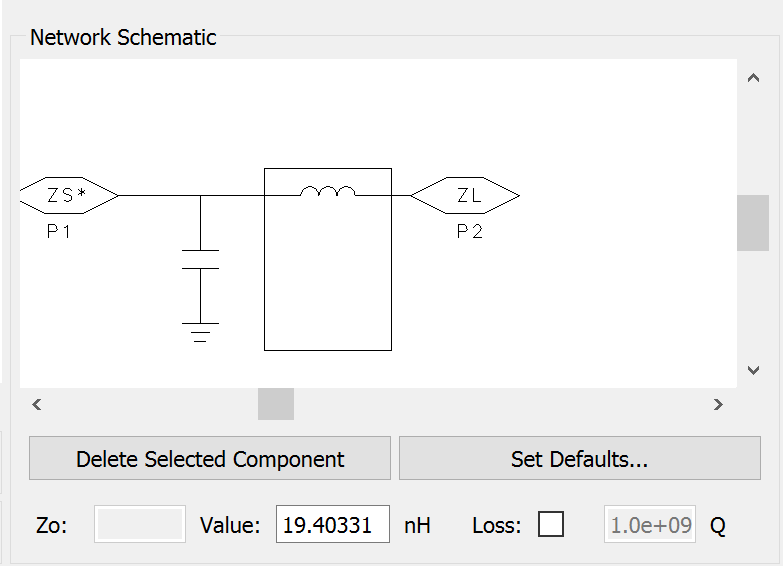 Network Schematic
ZS* ZL
P1 P2
Delete Selected Component Set Defaults...
Zo: Value: 19.40331 nH Loss: 1.0e+09 Q